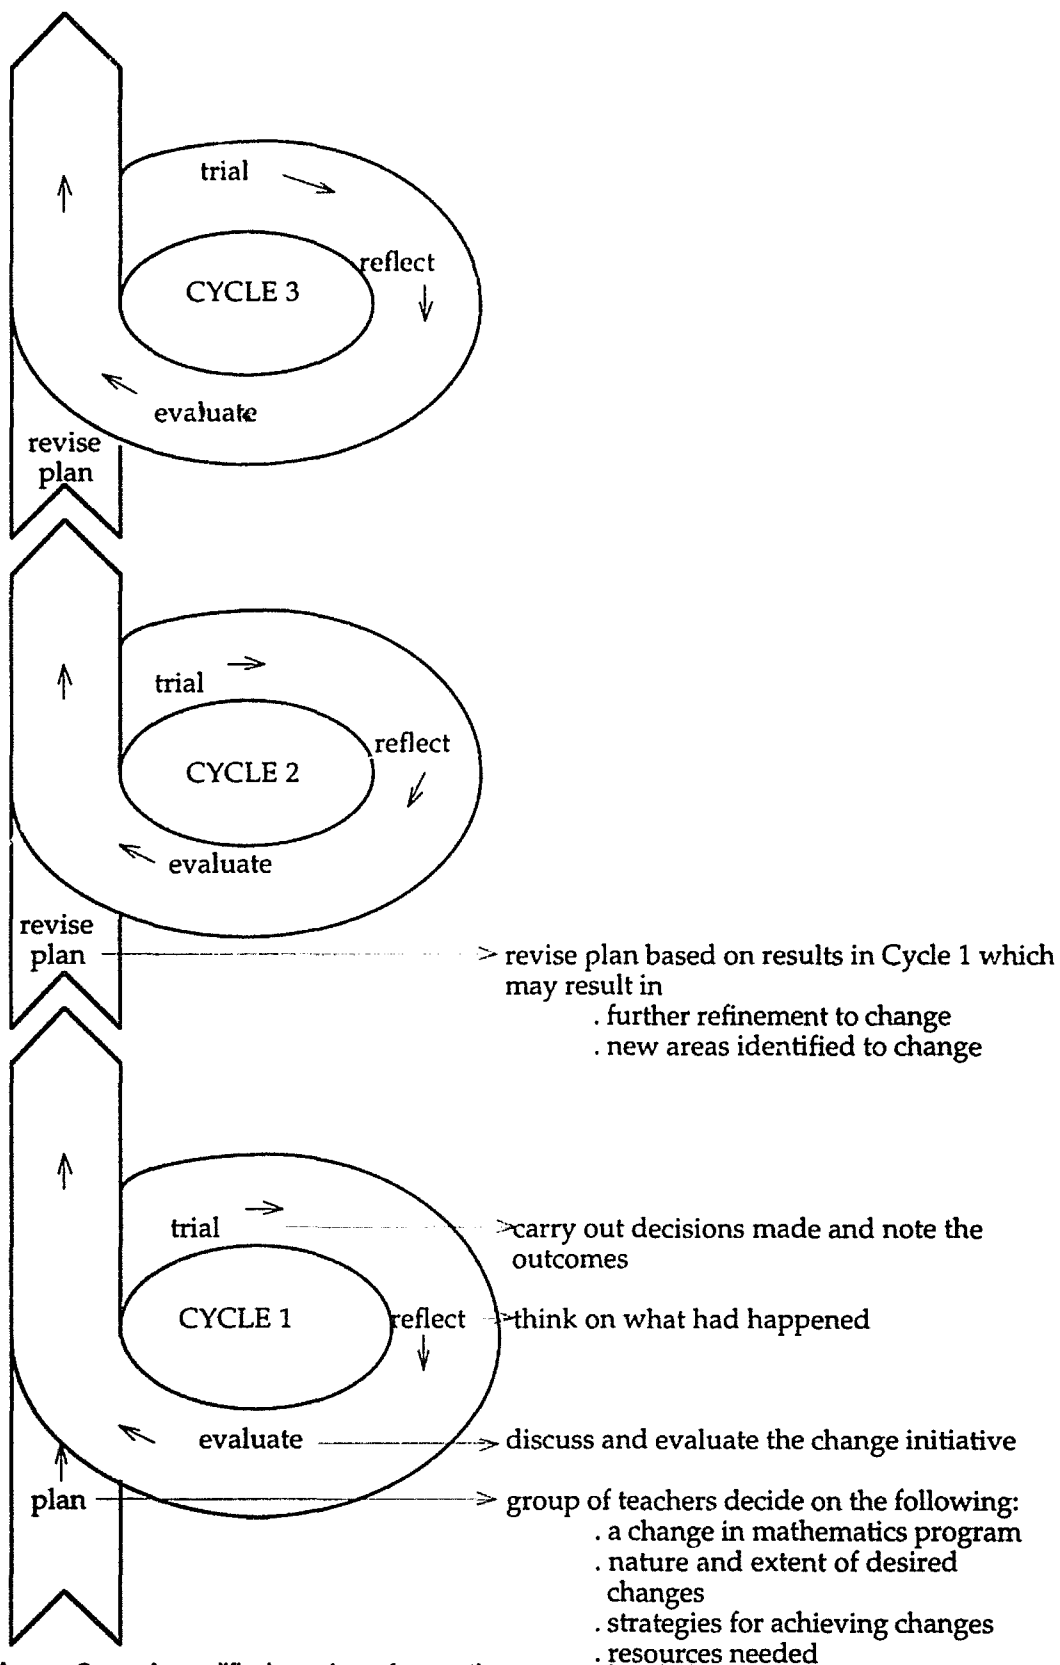 trial
reflect
CYCLE 3
evaluate
revise
plan
trial
reflect
CYCLE 2
evaluate
revise
plan
revise plan based on results in Cycle 1 which
may result in
. further refinement to change
. new areas identified to change
trial
carry out decisions made and note the
outcomes
CYCLE 1
reflect
think on what had happened
evaluate
discuss and evaluate the change initiative
plan
group of teachers decide on the following:
. a change in mathematics program
. nature and extent of desired
changes
. strategies for achieving changes
. resources needed